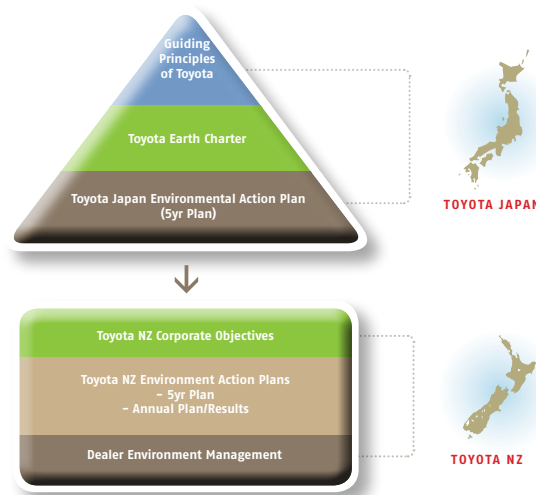 Guiding
Principles
of Toyota
Toyota Earth Charter
Toyota Japan Environmental Action Plan
(5yr Plan)
TOYOTA JAPAN
Toyota NZ Corporate Objectives
Toyota NZ Environment Action Plans
– 5yr Plan
– Annual Plan/Results
Dealer Environment Management
TOYOTA NZ